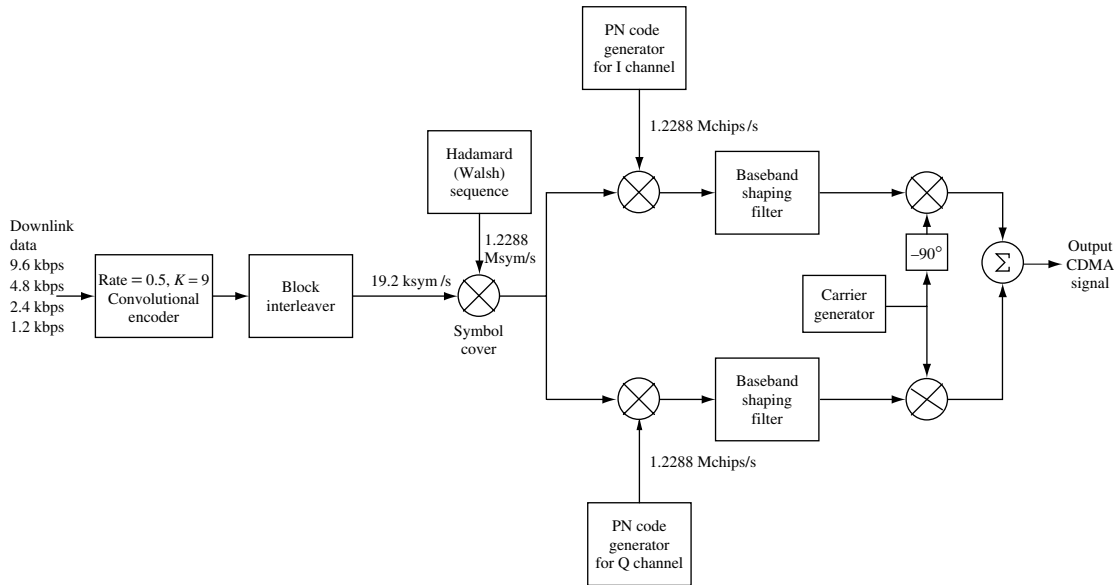 PN code
generator
for I channel
1.2288 Mchips/s
Hadamard
(Walsh)
sequence
1.2288
Msym/s
Baseband
shaping
filter
Downlink
data
9.6 kbps
4.8 kbps
2.4 kbps
1.2 kbps
Rate = 0.5, K = 9
Convolutional
encoder
Block
interleaver
19.2 ksym/s
Symbol
cover
–90°
Carrier
generator
Σ
Output
CDMA
signal
Baseband
shaping
filter
1.2288 Mchips/s
PN code
generator
for Q channel